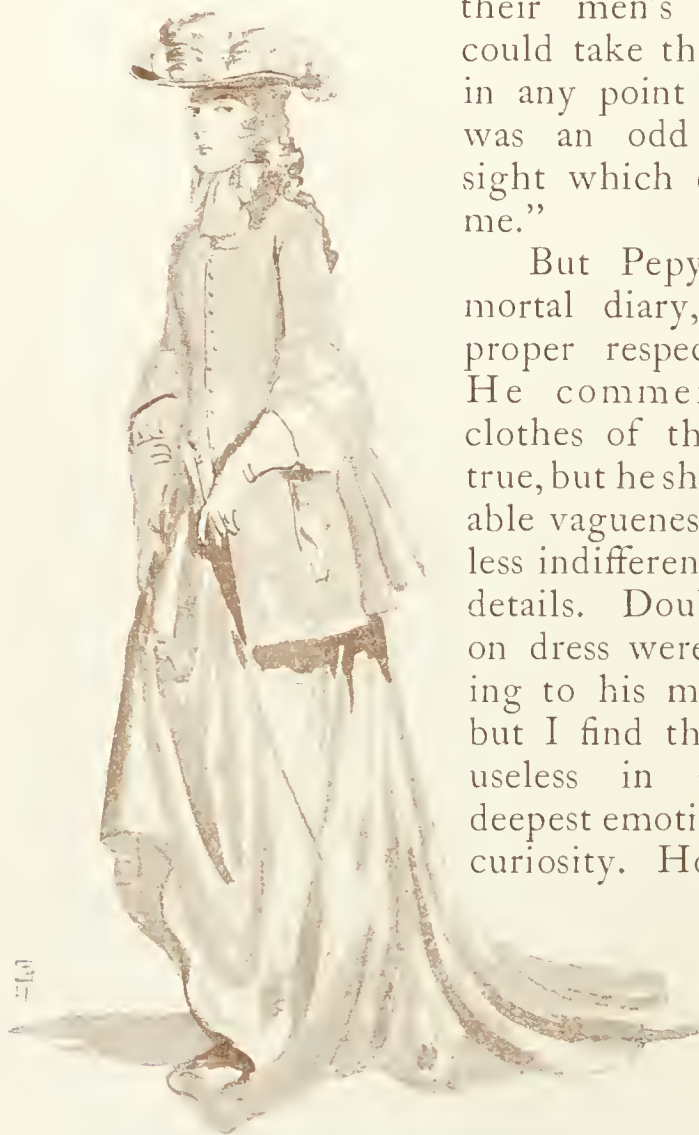 their men's
could take th
in any point
was an odd
sight which
me.”
But Pepy
mortal diary,
proper respec
He comme
clothes of th
true, but he sh
able vaguenes
less indifferen
details. Dou
on dress were
ing to his m
but I find th
useless in
deepest emoti
curiosity. Ho